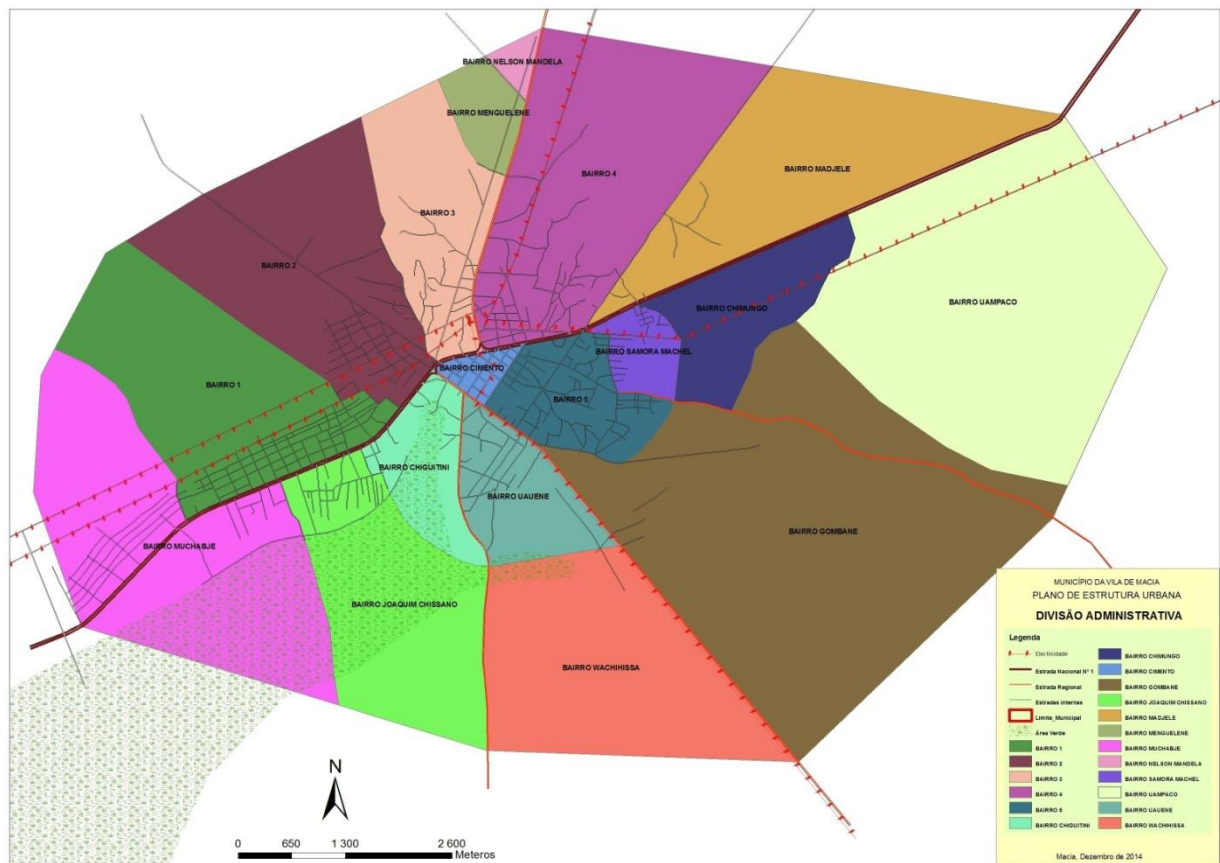 BAIRRO NELSON MANDELA
BAIRRO MENGUELENE
BAIRRO 4
BAIRRO MADJELE
BAIRRO 3
BAIRRO 2
BAIRRO UAMPACO
BAIRRO CHIMUNGO
BAIRRO SAMORA MACHEL
BAIRRO CIMENTO
BAIRRO 1
BAIRRO 5
BAIRRO CHIGUITINI
BAIRRO UAUENE
BAIRRO GOMBANE
BAIRRO MUCHABJE
BAIRRO JOAQUIM CHISSANO
BAIRRO WACHIHISSA
N
0 650 1 300 2 600
Meteros
MUNICÍPIO DA VILA DE MACIA
PLANO DE ESTRUTURA URBANA
DIVISÃO ADMINISTRATIVA
Legenda
Electricidade
Estrada Nacional Nº 1
Estrada Regional
Estradas internas
Limite_Municipal
Área Verde
BAIRRO 1
BAIRRO 2
BAIRRO 3
BAIRRO 4
BAIRRO 5
BAIRRO CHIGUITINI
BAIRRO CHIMUNGO
BAIRRO CIMENTO
BAIRRO GOMBANE
BAIRRO JOAQUIM CHISSANO
BAIRRO MADJELE
BAIRRO MENGUELENE
BAIRRO MUCHABJE
BAIRRO NELSON MANDELA
BAIRRO SAMORA MACHEL
BAIRRO UAMPACO
BAIRRO UAUENE
BAIRRO WACHIHISSA
Macia, Dezembro de 2014